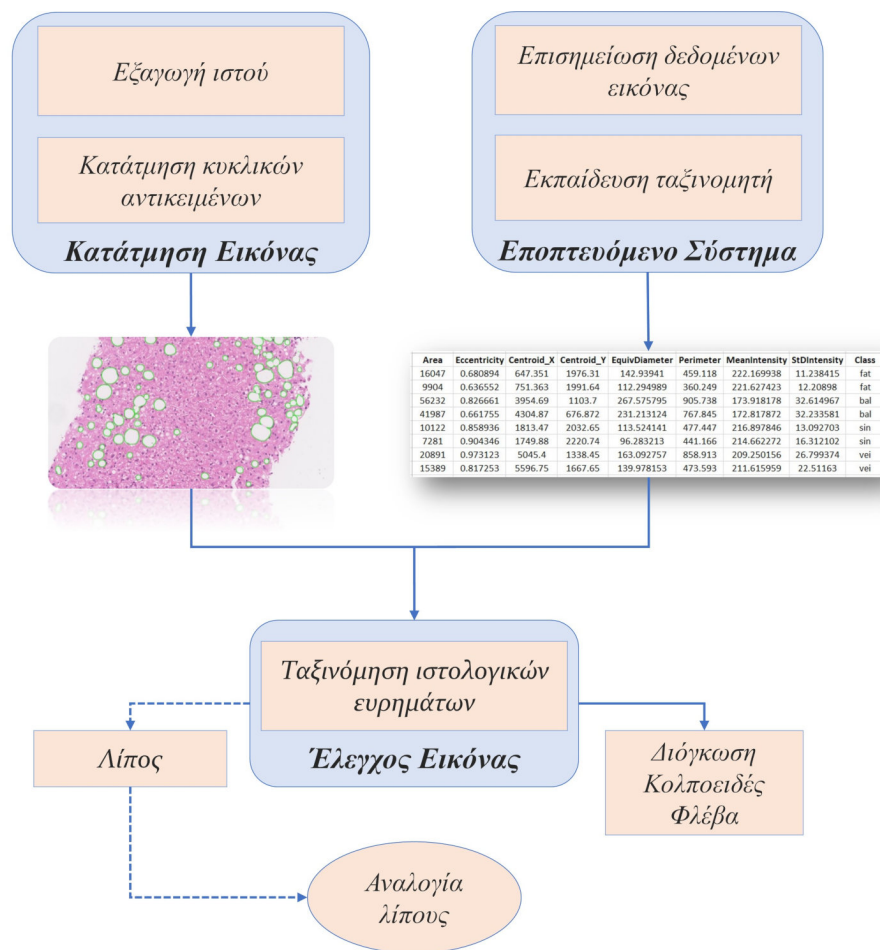 Εξαγωγή ιστού
Κατάτμηση κυκλικών
αντικειμένων
Κατάτμηση Εικόνας
Επισημείωση δεδομένων
εικόνας
Εκπαίδευση ταξινομητή
Εποπτευόμενο Σύστημα
Area Eccentricity Centroid_X Centroid_Y EquivDiameter Perimeter MeanIntensity StDIntensity Class
16047 0.680894 647.351 1976.31 142.93941 459.118 222.169938 11.238415 fat
9904 0.636552 751.363 1991.64 112.294989 360.249 221.627423 12.20898 fat
56232 0.826661 3954.69 1103.7 267.575795 905.738 173.918178 32.614967 bal
41987 0.661755 4304.87 676.872 231.213124 767.845 172.817872 32.233581 bal
10122 0.858936 1813.47 2032.65 113.524141 477.447 216.897846 13.092703 sin
7281 0.904346 1749.88 2220.74 96.283213 441.166 214.662272 16.312102 sin
20891 0.973123 5045.4 1338.45 163.092757 858.913 209.250156 26.799374 vei
15389 0.817253 5596.75 1667.65 139.978153 473.593 211.615959 22.51163 vei
Ταξινόμηση ιστολογικών
ευρημάτων
Έλεγχος Εικόνας
Λίπος
Διόγκωση
Κολποειδές
Φλέβα
Αναλογία
λίπους